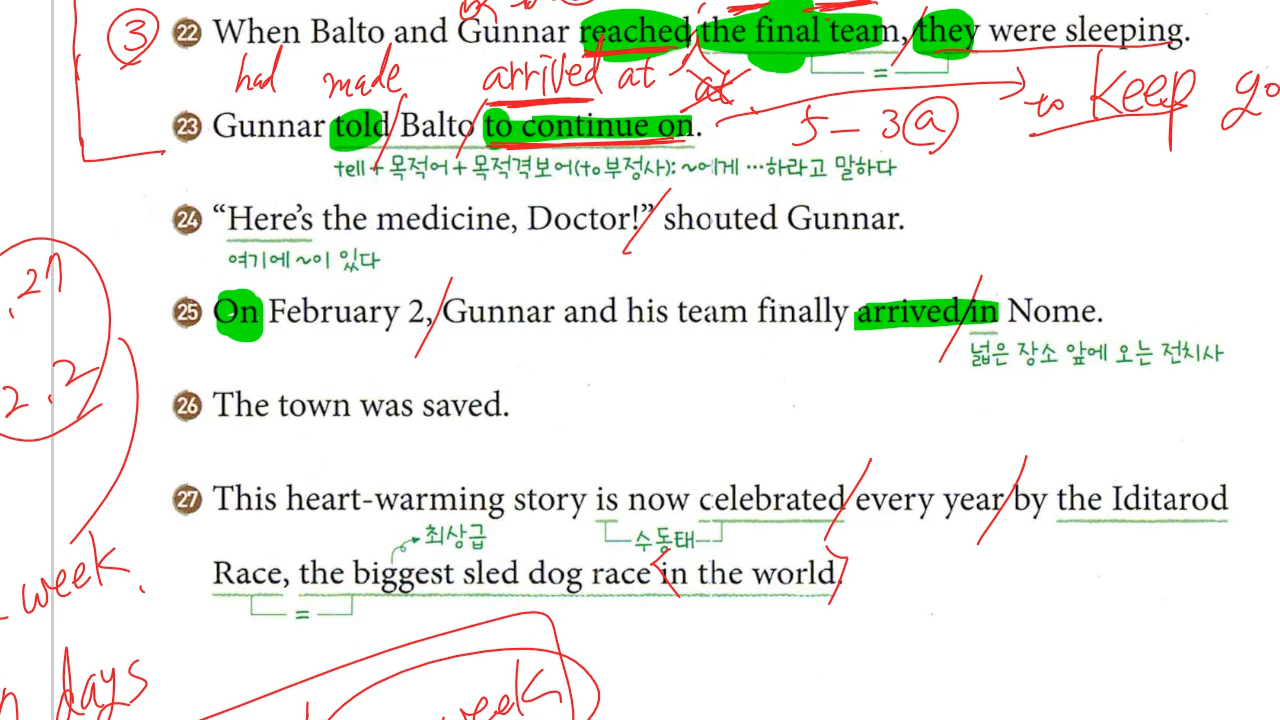 ③ 22 When Balto and Gunnar reached the final team, they were sleeping.
=
had made arrived at at to keep go
23 Gunnar told Balto to continue on. 5-3ⓐ
tell + 목적어 + 목적격보어(to 부정사): ~에게 …하라고 말하다
24 “Here’s the medicine, Doctor!” shouted Gunnar.
여기에 ~이 있다
.27
25 On February 2, Gunnar and his team finally arrived in Nome.
넓은 장소 앞에 오는 전치사
2.2
26 The town was saved.
27 This heart-warming story is now celebrated every year by the Iditarod
최상급 수동태
Race, the biggest sled dog race in the world.
=
week.
days
week